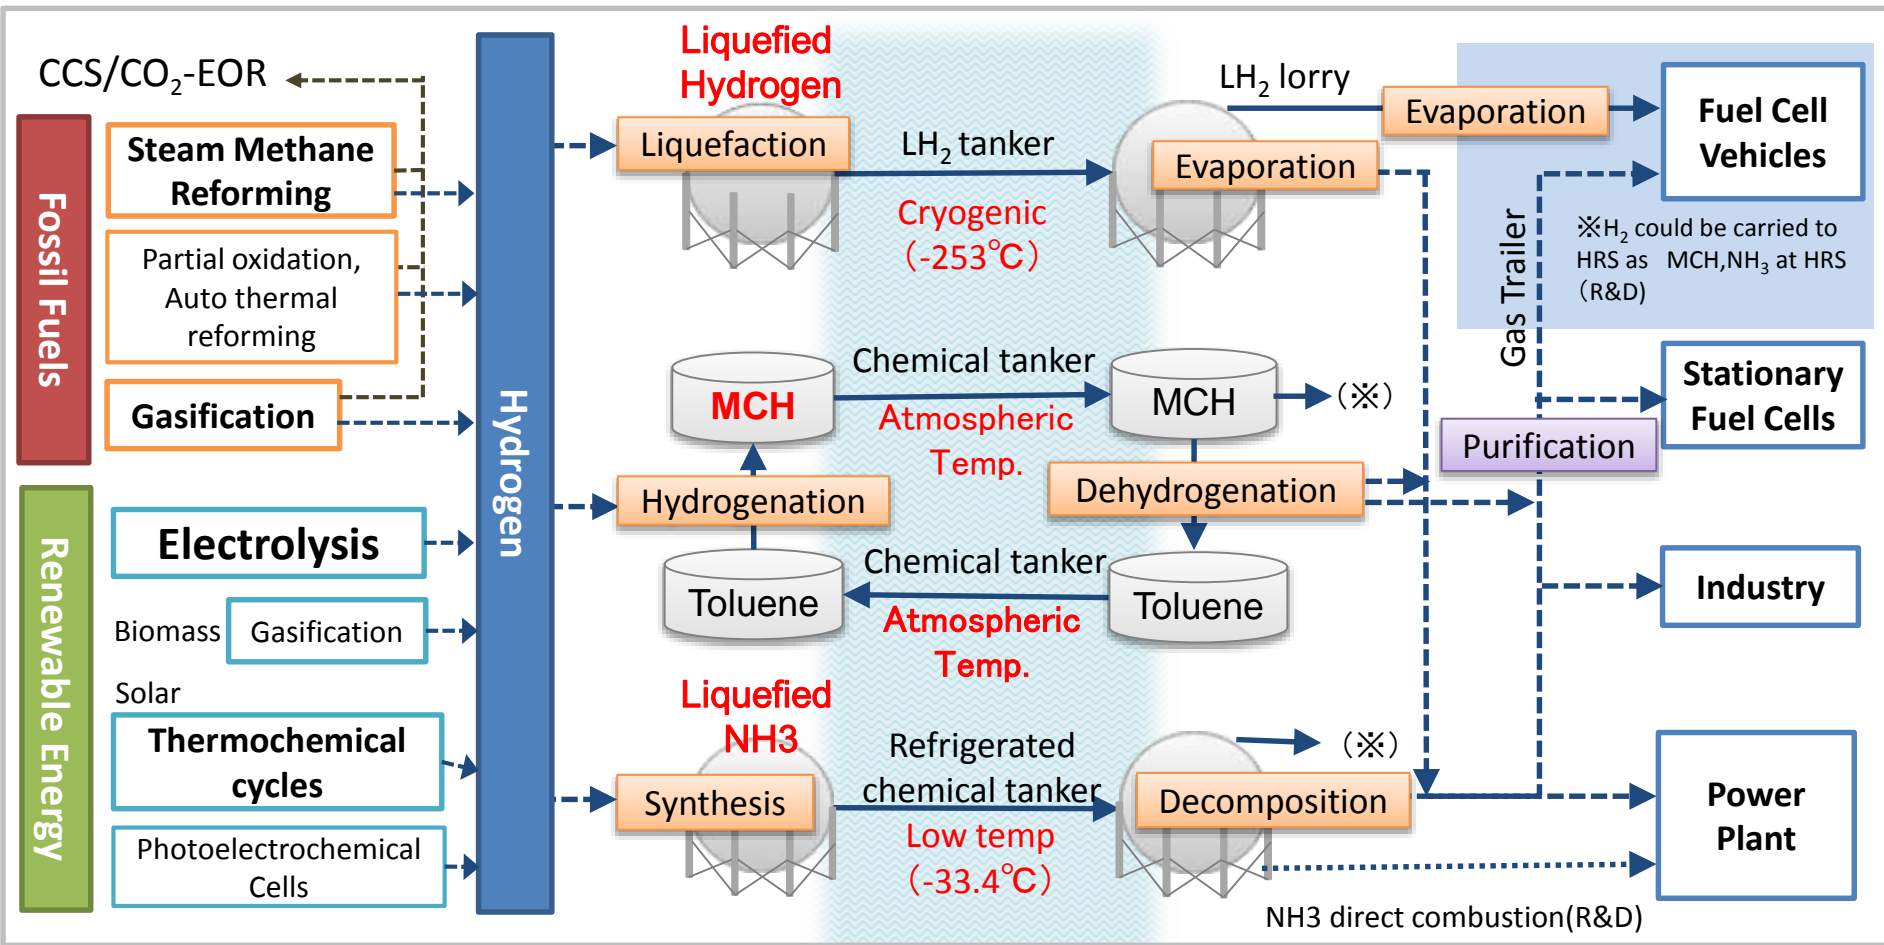 CCS/CO₂-EOR
Fossil Fuels
Steam Methane
Reforming
Partial oxidation,
Auto thermal
reforming
Gasification
Renewable Energy
Electrolysis
Biomass
Gasification
Solar
Thermochemical
cycles
Photoelectrochemical
Cells
Hydrogen
Liquefied
Hydrogen
Liquefaction
LH₂ tanker
Cryogenic
(-253℃)
Evaporation
LH₂ lorry
Evaporation
MCH
Chemical tanker
Atmospheric
Temp.
MCH
(※)
Hydrogenation
Dehydrogenation
Toluene
Chemical tanker
Atmospheric
Temp.
Toluene
Liquefied
NH3
Synthesis
Refrigerated
chemical tanker
Low temp
(-33.4℃)
(※)
Decomposition
NH3 direct combustion(R&D)
Gas Trailer
Purification
Fuel Cell
Vehicles
※H₂ could be carried to
HRS as MCH,NH₃ at HRS
(R&D)
Stationary
Fuel Cells
Industry
Power
Plant